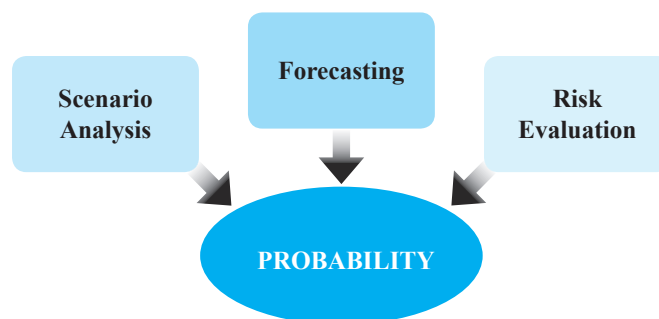 Forecasting
Scenario
Analysis
Risk
Evaluation
PROBABILITY